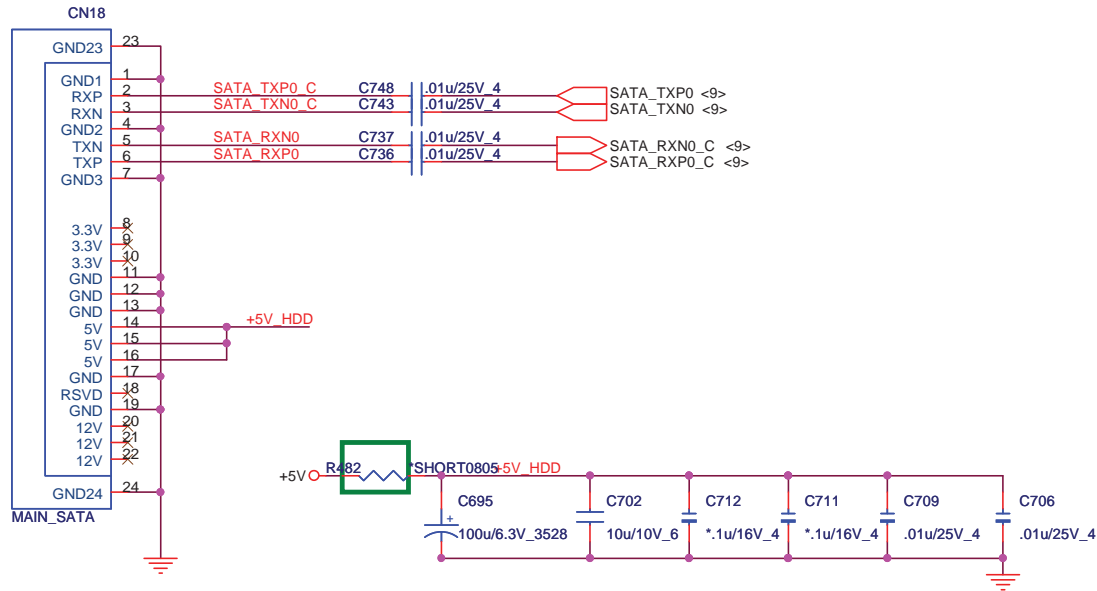 CN18
GND23 23
GND1 1
RXP 2 SATA_TXP0_C C748 .01u/25V_4 SATA_TXP0 <9>
RXN 3 SATA_TXN0_C C743 .01u/25V_4 SATA_TXN0 <9>
GND2 4
TXN 5 SATA_RXN0 C737 .01u/25V_4 SATA_RXN0_C <9>
TXP 6 SATA_RXP0 C736 .01u/25V_4 SATA_RXP0_C <9>
GND3 7
3.3V 8
3.3V 9
3.3V 10
GND 11
GND 12
GND 13
5V 14 +5V_HDD
5V 15
5V 16
GND 17
RSVD 18
GND 19
12V 20
12V 21
12V 22
GND24 24
MAIN_SATA
+5V R482 *SHORT0805 +5V_HDD
C695 C702 C712 C711 C709 C706
+
100u/6.3V_3528 10u/10V_6 *.1u/16V_4 *.1u/16V_4 .01u/25V_4 .01u/25V_4